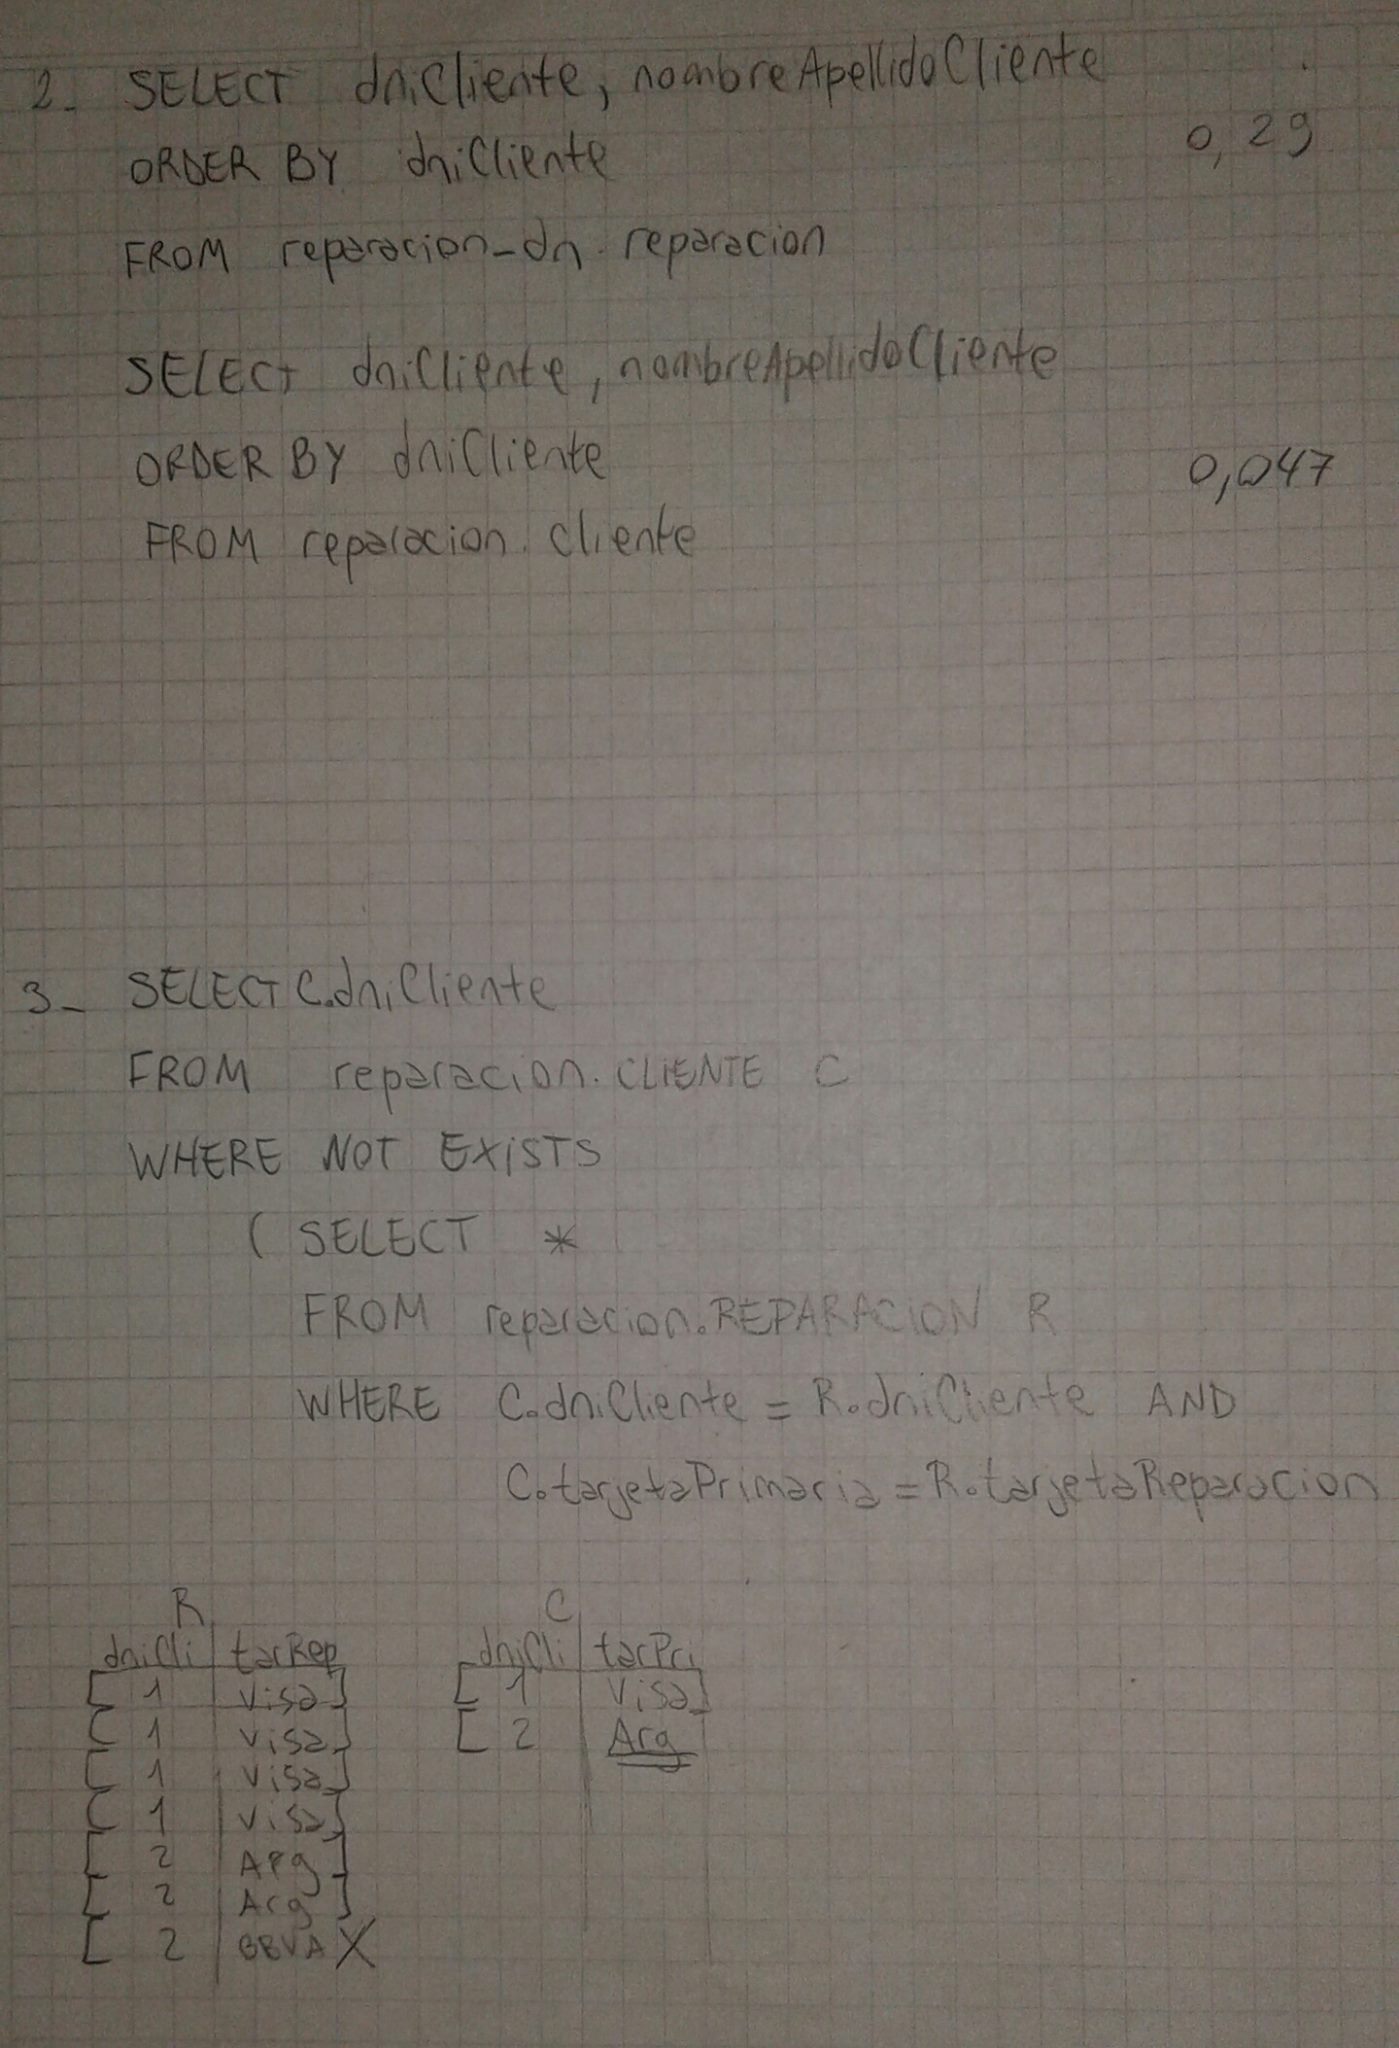 2- SELECT dniCliente, nombreApellidoCliente
ORDER BY dniCliente 0,29
FROM reparacion_dn.reparacion
SELECT dniCliente, nombreApellidoCliente
ORDER BY dniCliente 0,047
FROM reparacion.cliente
3- SELECT C.dniCliente
FROM reparacion.CLIENTE C
WHERE NOT EXISTS
( SELECT *
FROM reparacion.REPARACION R
WHERE C.dniCliente = R.dniCliente AND
C.tarjetaPrimaria = R.tarjetaReparacion
R C
dniCli | tarRep dniCli | tarPri
[ 1 | Visa ] [ 1 | Visa ]
[ 1 | Visa ] [ 2 | Arg
[ 1 | Visa ]
[ 1 | Visa ]
[ 2 | Arg ]
[ 2 | Arg ]
[ 2 | BBVA X